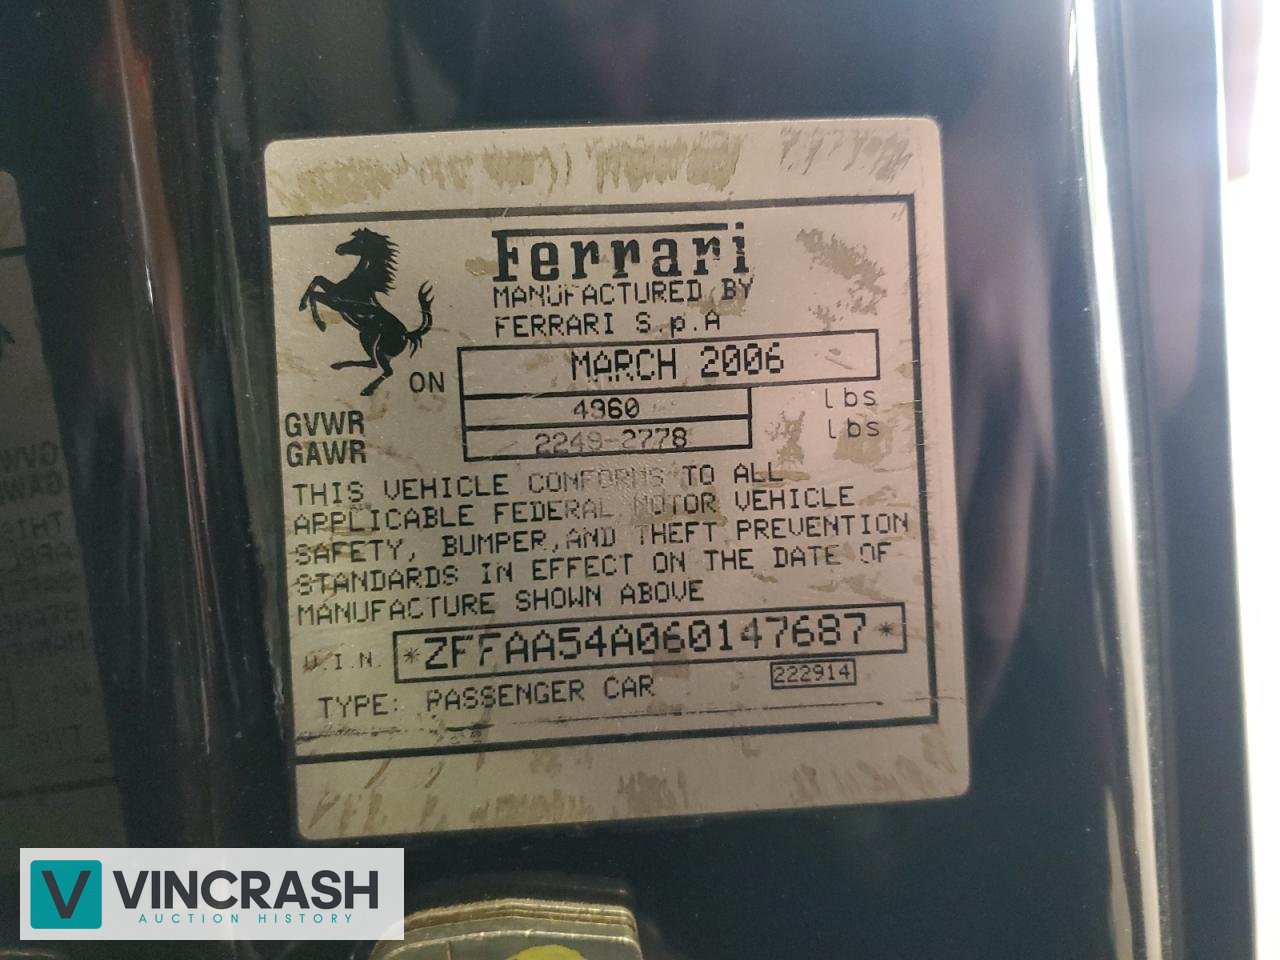 Ferrari
MANUFACTURED BY
FERRARI S.p.A
ON MARCH 2006
GVWR 4960 lbs
GAWR 2249-2778 lbs
THIS VEHICLE CONFORMS TO ALL
APPLICABLE FEDERAL MOTOR VEHICLE
SAFETY, BUMPER, AND THEFT PREVENTION
STANDARDS IN EFFECT ON THE DATE OF
MANUFACTURE SHOWN ABOVE
V.I.N. *ZFFAA54A060147687*
222914
TYPE: PASSENGER CAR
V VINCRASH
AUCTION HISTORY